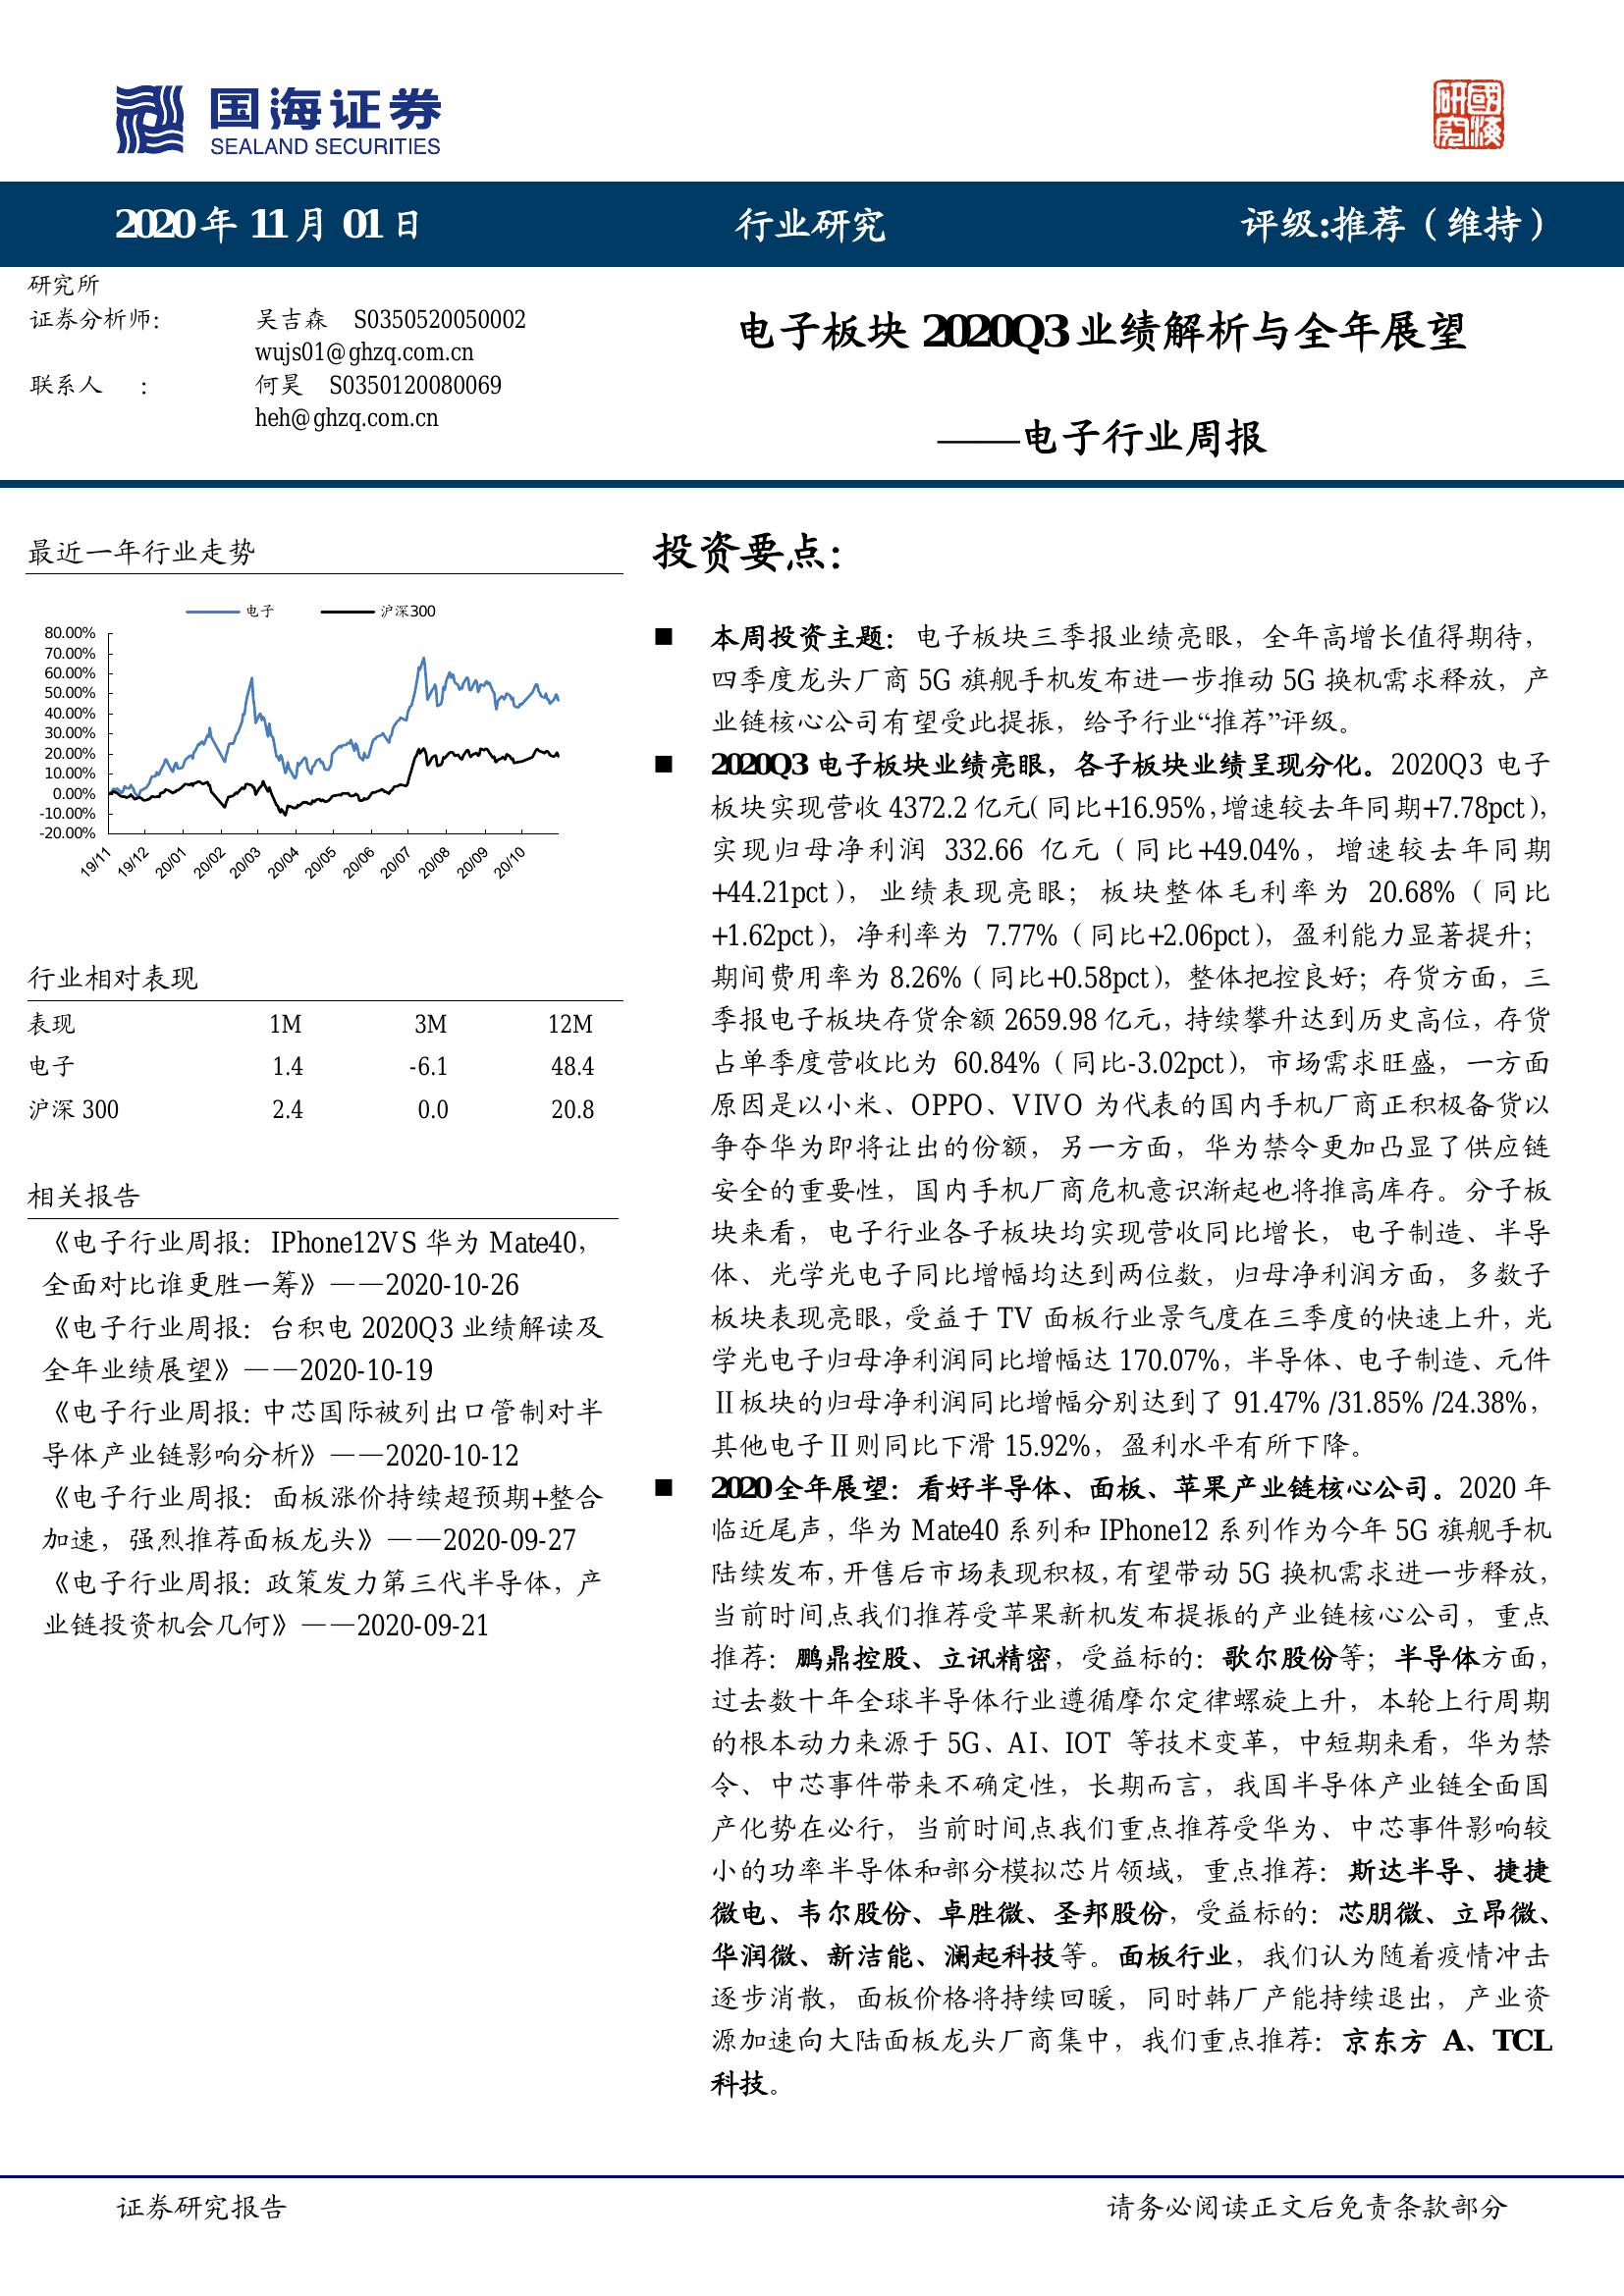 国海证券
SEALAND SECURITIES
國海研究
2020 年 11 月 01 日 行业研究 评级:推荐（维持）
研究所
证券分析师： 吴吉森 S0350520050002
wujs01@ghzq.com.cn
联系人 ： 何昊 S0350120080069
heh@ghzq.com.cn
电子板块 2020Q3 业绩解析与全年展望
——电子行业周报
最近一年行业走势
电子 沪深300
80.00%
70.00%
60.00%
50.00%
40.00%
30.00%
20.00%
10.00%
0.00%
-10.00%
-20.00%
19/11 19/12 20/01 20/02 20/03 20/04 20/05 20/06 20/07 20/08 20/09 20/10
行业相对表现
表现 1M 3M 12M
电子 1.4 -6.1 48.4
沪深 300 2.4 0.0 20.8
相关报告
《电子行业周报：IPhone12VS 华为 Mate40，
全面对比谁更胜一筹》——2020-10-26
《电子行业周报：台积电 2020Q3 业绩解读及
全年业绩展望》——2020-10-19
《电子行业周报：中芯国际被列出口管制对半
导体产业链影响分析》——2020-10-12
《电子行业周报：面板涨价持续超预期+整合
加速，强烈推荐面板龙头》——2020-09-27
《电子行业周报：政策发力第三代半导体，产
业链投资机会几何》——2020-09-21
投资要点：
■ 本周投资主题：电子板块三季报业绩亮眼，全年高增长值得期待，
四季度龙头厂商 5G 旗舰手机发布进一步推动 5G 换机需求释放，产
业链核心公司有望受此提振，给予行业“推荐”评级。
■ 2020Q3 电子板块业绩亮眼，各子板块业绩呈现分化。2020Q3 电子
板块实现营收 4372.2 亿元（同比+16.95%，增速较去年同期+7.78pct），
实现归母净利润 332.66 亿元（同比+49.04%，增速较去年同期
+44.21pct），业绩表现亮眼；板块整体毛利率为 20.68%（同比
+1.62pct），净利率为 7.77%（同比+2.06pct），盈利能力显著提升；
期间费用率为 8.26%（同比+0.58pct），整体把控良好；存货方面，三
季报电子板块存货余额 2659.98 亿元，持续攀升达到历史高位，存货
占单季度营收比为 60.84%（同比-3.02pct），市场需求旺盛，一方面
原因是以小米、OPPO、VIVO 为代表的国内手机厂商正积极备货以
争夺华为即将让出的份额，另一方面，华为禁令更加凸显了供应链
安全的重要性，国内手机厂商危机意识渐起也将推高库存。分子板
块来看，电子行业各子板块均实现营收同比增长，电子制造、半导
体、光学光电子同比增幅均达到两位数，归母净利润方面，多数子
板块表现亮眼，受益于 TV 面板行业景气度在三季度的快速上升，光
学光电子归母净利润同比增幅达 170.07%，半导体、电子制造、元件
Ⅱ板块的归母净利润同比增幅分别达到了 91.47% /31.85% /24.38%，
其他电子Ⅱ则同比下滑 15.92%，盈利水平有所下降。
■ 2020 全年展望：看好半导体、面板、苹果产业链核心公司。2020 年
临近尾声，华为 Mate40 系列和 IPhone12 系列作为今年 5G 旗舰手机
陆续发布，开售后市场表现积极，有望带动 5G 换机需求进一步释放，
当前时间点我们推荐受苹果新机发布提振的产业链核心公司，重点
推荐：鹏鼎控股、立讯精密，受益标的：歌尔股份等；半导体方面，
过去数十年全球半导体行业遵循摩尔定律螺旋上升，本轮上行周期
的根本动力来源于 5G、AI、IOT 等技术变革，中短期来看，华为禁
令、中芯事件带来不确定性，长期而言，我国半导体产业链全面国
产化势在必行，当前时间点我们重点推荐受华为、中芯事件影响较
小的功率半导体和部分模拟芯片领域，重点推荐：斯达半导、捷捷
微电、韦尔股份、卓胜微、圣邦股份，受益标的：芯朋微、立昂微、
华润微、新洁能、澜起科技等。面板行业，我们认为随着疫情冲击
逐步消散，面板价格将持续回暖，同时韩厂产能持续退出，产业资
源加速向大陆面板龙头厂商集中，我们重点推荐：京东方 A、TCL
科技。
证券研究报告 请务必阅读正文后免责条款部分